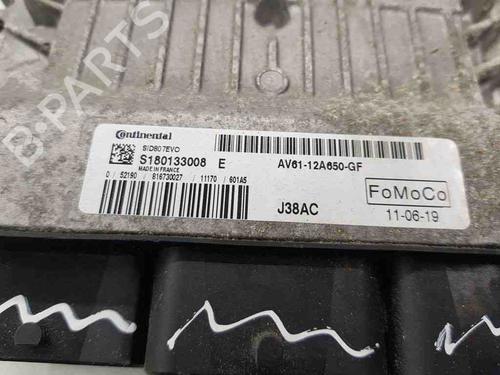 B-PARTS
Continental
SID807EVO
S180133008 E AV61-12A650-GF
MADE IN FRANCE
0 / 52190 / 816730027 / 11170 / 601A5
FoMoCo
J38AC 11-06-19